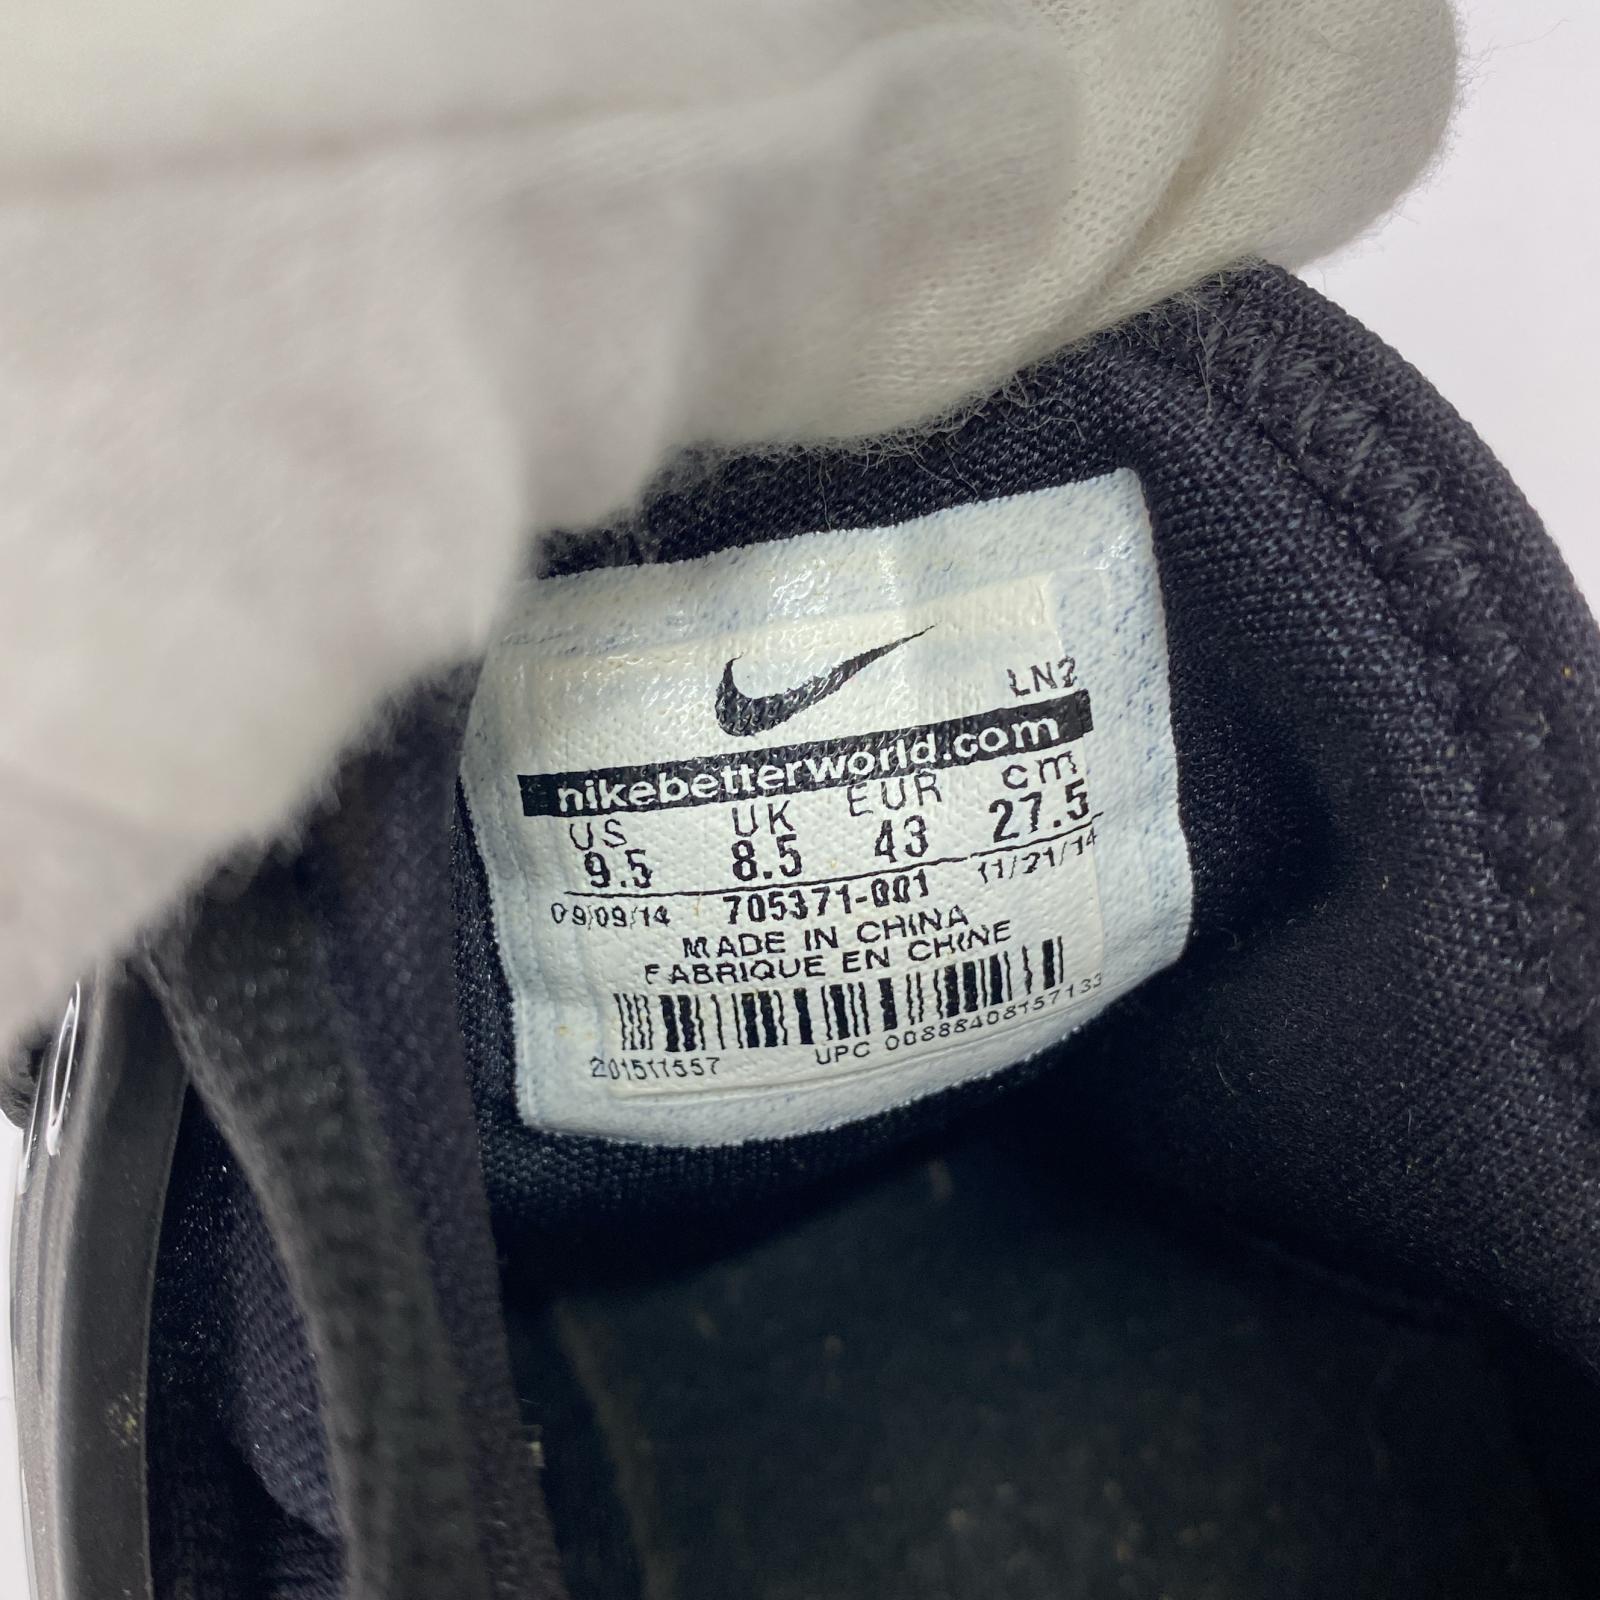 LN2
nikebetterworld.com
US UK EUR cm
9.5 8.5 43 27.5
09/09/14 705371-001 11/21/14
MADE IN CHINA
FABRIQUE EN CHINE
201511557 UPC 00888408157133